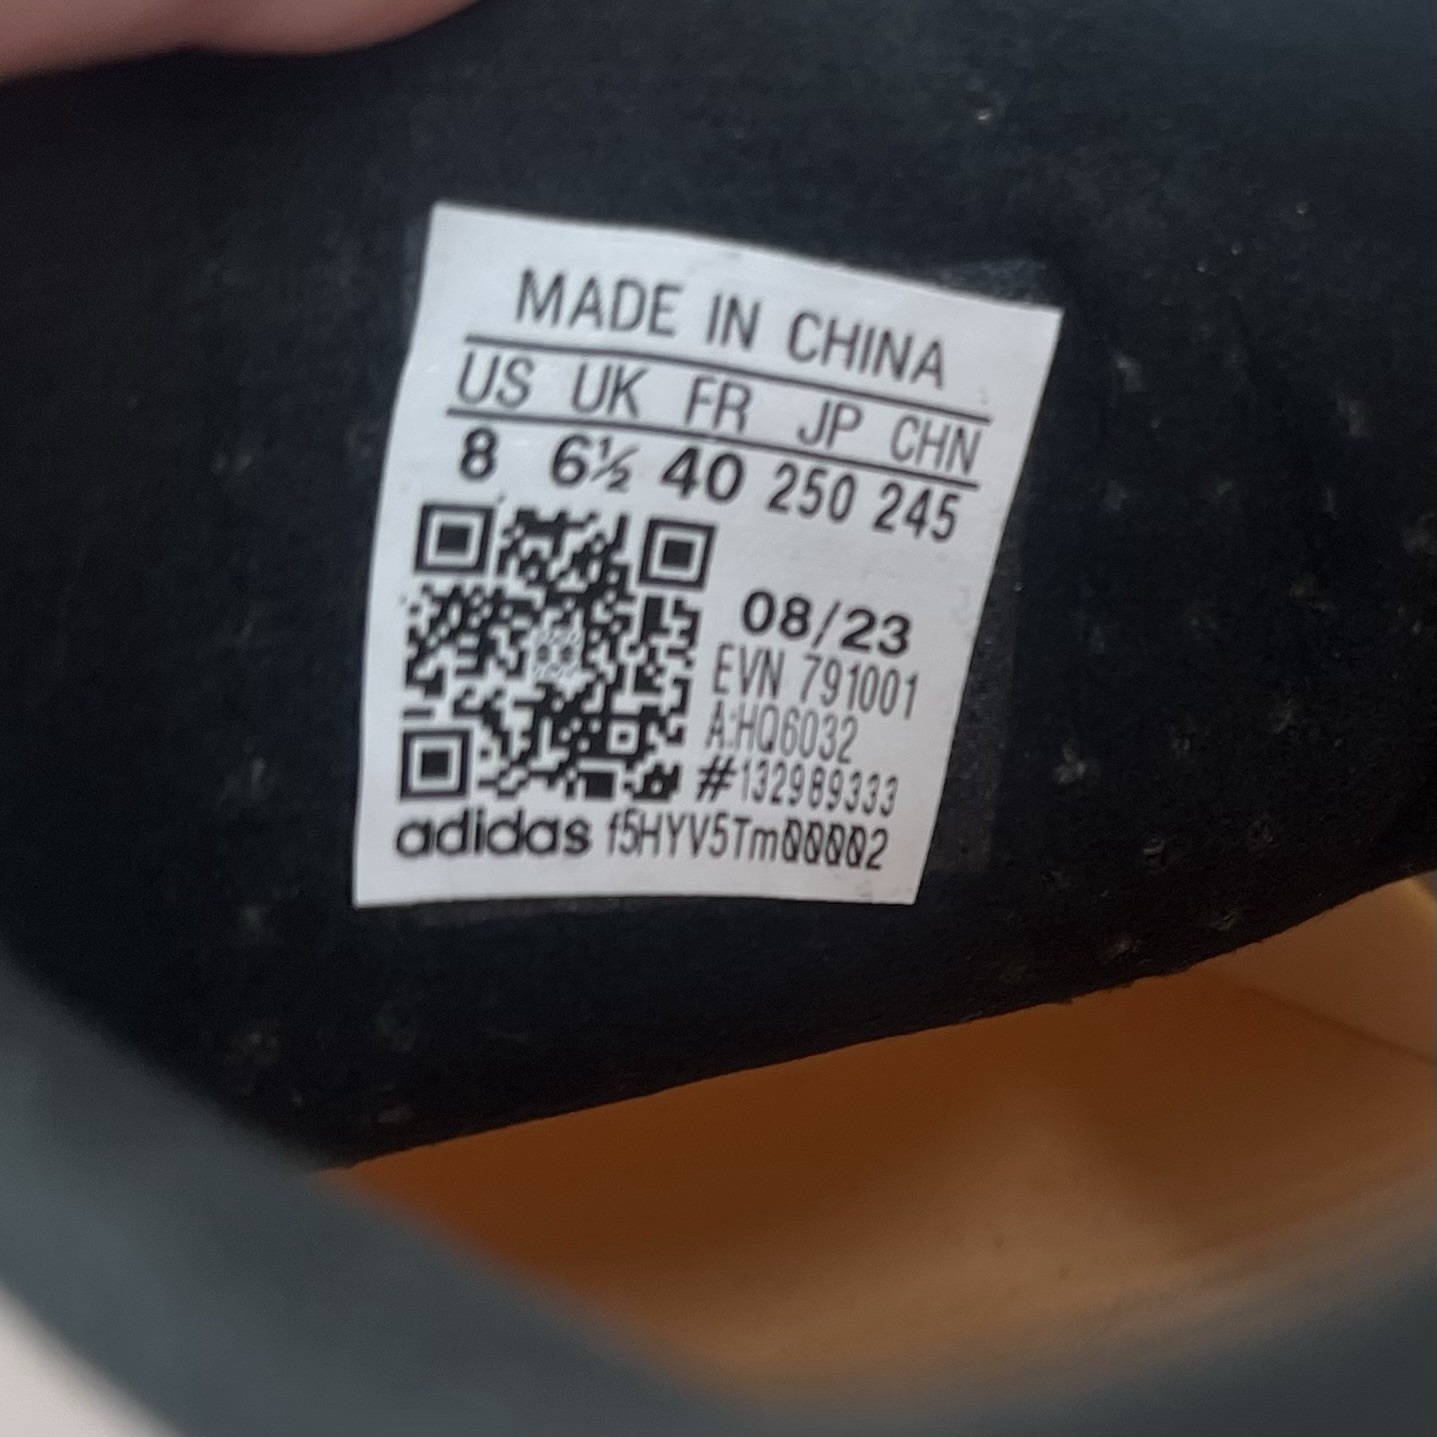 MADE IN CHINA
US UK FR JP CHN
8 6½ 40 250 245
08/23
EVN 791001
A:HQ6032
#132989333
adidas f5HYV5Tm00002